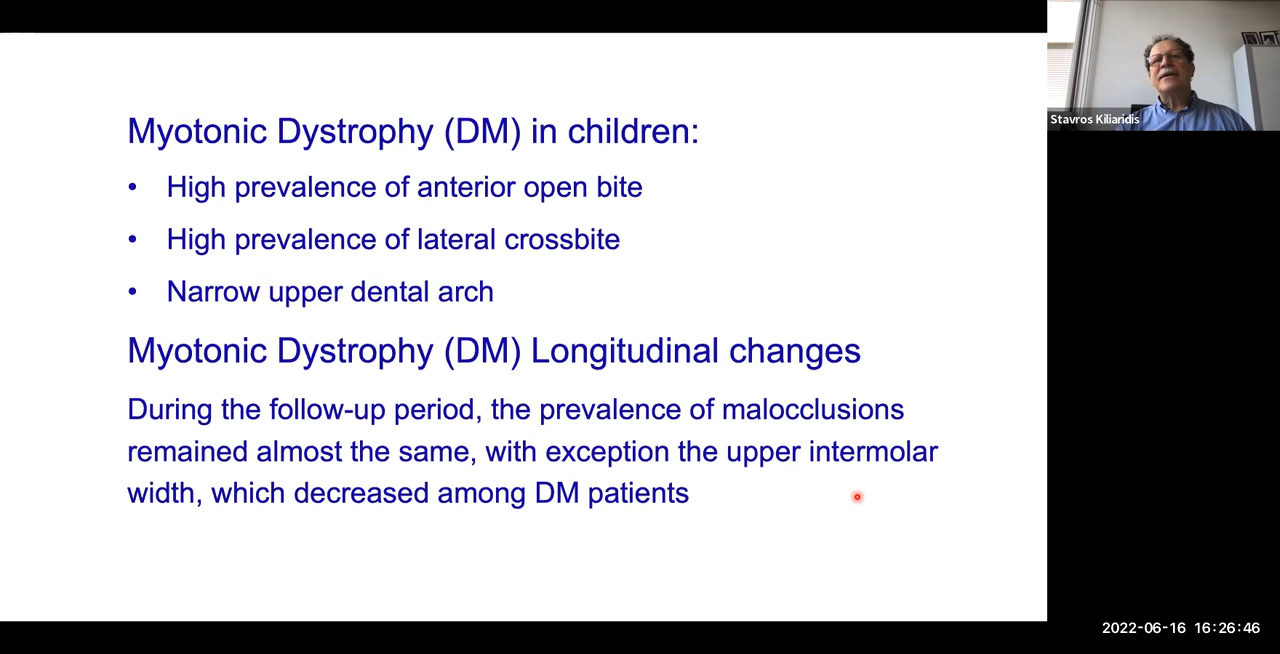 Myotonic Dystrophy (DM) in children:
• High prevalence of anterior open bite
• High prevalence of lateral crossbite
• Narrow upper dental arch
Myotonic Dystrophy (DM) Longitudinal changes
During the follow-up period, the prevalence of malocclusions
remained almost the same, with exception the upper intermolar
width, which decreased among DM patients
Stavros Kiliaridis
2022-06-16 16:26:46